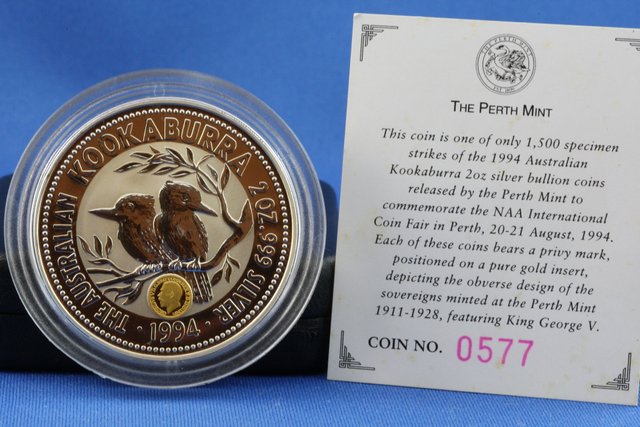 THE AUSTRALIAN KOOKABURRA 2 OZ. 999 SILVER
· 1994 ·
THE PERTH MINT
THE PERTH MINT
This coin is one of only 1,500 specimen
strikes of the 1994 Australian
Kookaburra 2oz silver bullion coins
released by the Perth Mint to
commemorate the NAA International
Coin Fair in Perth, 20-21 August, 1994.
Each of these coins bears a privy mark,
positioned on a pure gold insert,
depicting the obverse design of the
sovereigns minted at the Perth Mint
1911-1928, featuring King George V.
COIN NO. 0577